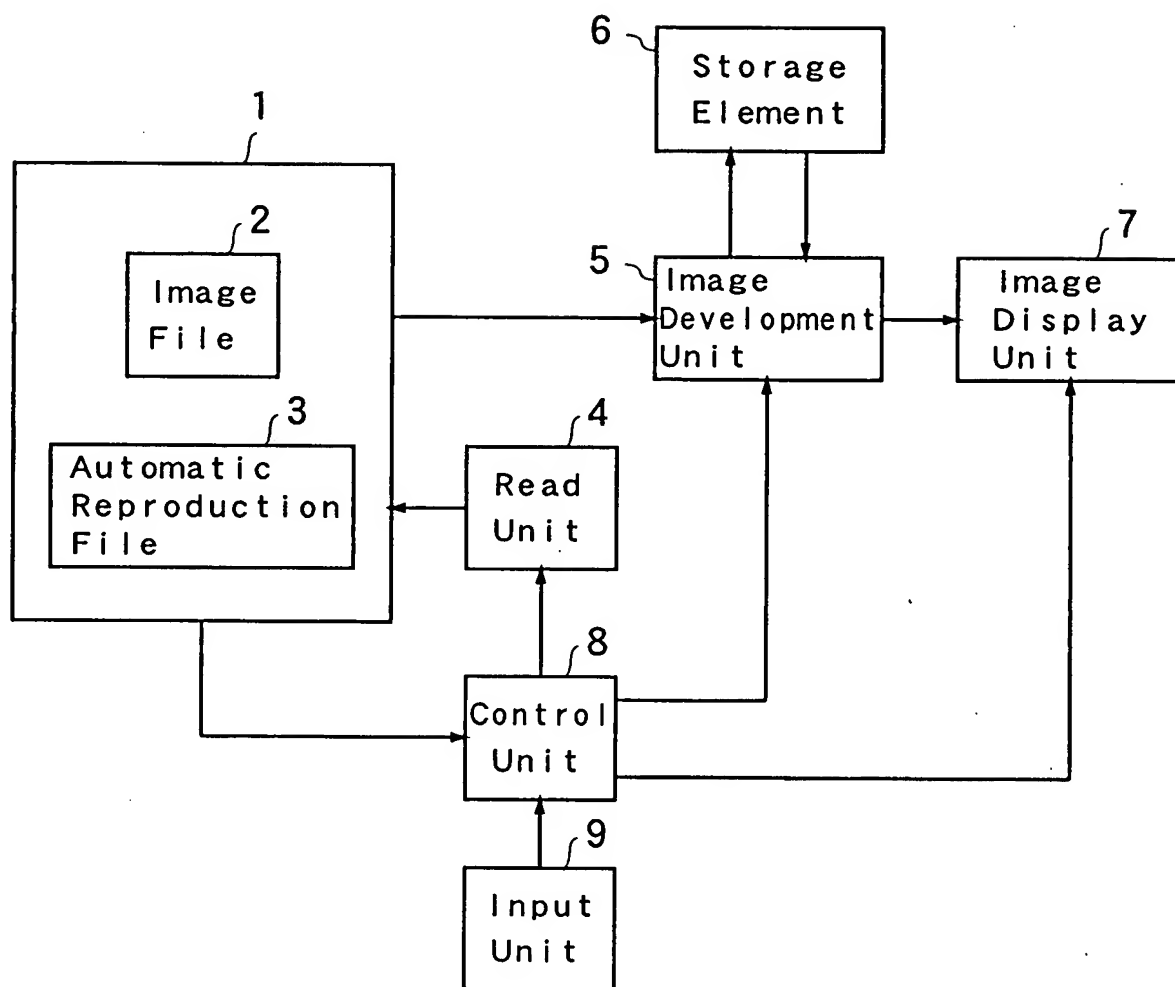 6
Storage
Element
1
2
Image
File
5
Image
Development
Unit
7
Image
Display
Unit
3
Automatic
Reproduction
File
4
Read
Unit
8
Control
Unit
9
Input
Unit